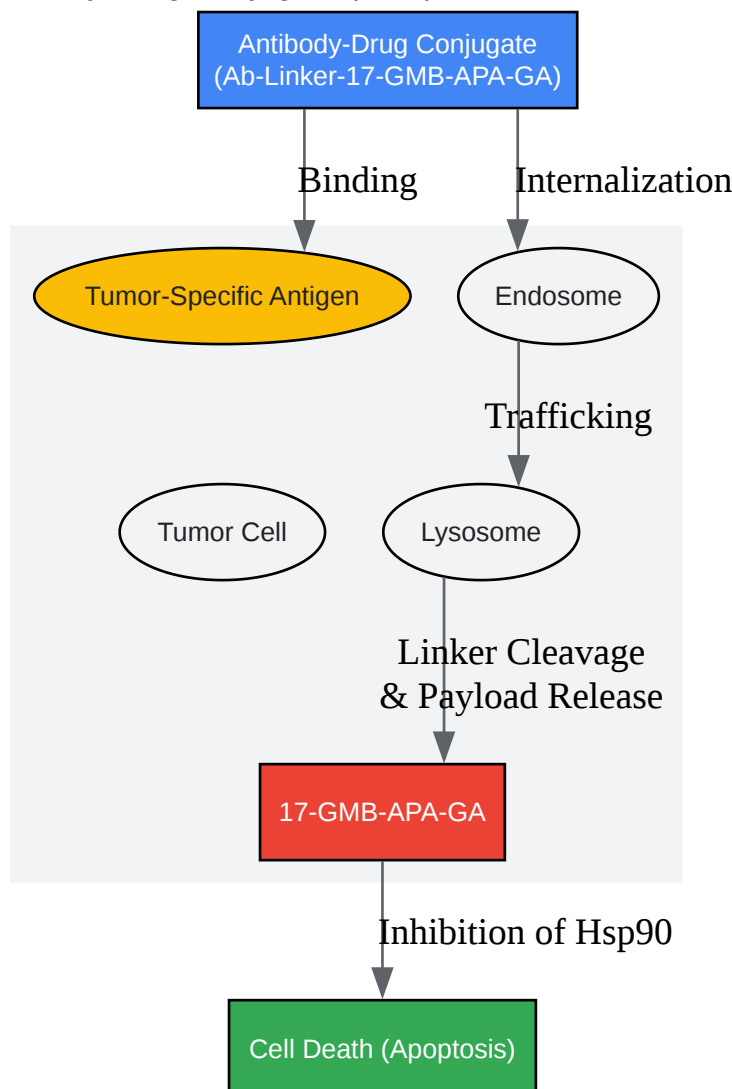 Antibody-Drug Conjugate
(Ab-Linker-17-GMB-APA-GA)
Binding
Internalization
Tumor-Specific Antigen
Endosome
Trafficking
Tumor Cell
Lysosome
Linker Cleavage
& Payload Release
17-GMB-APA-GA
Inhibition of Hsp90
Cell Death (Apoptosis)